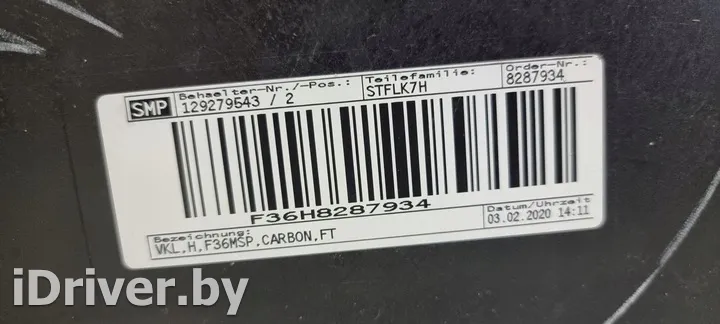 SMP
Behaelter-Nr./-Pos.:
129279543 / 2
Teilefamilie:
STFLK7H
Order-Nr.:
8287934
F36H8287934
Bezeichnung:
VKL,H,F36MSP,CARBON,FT
Datum/Uhrzeit
03.02.2020 14:11
iDriver.by